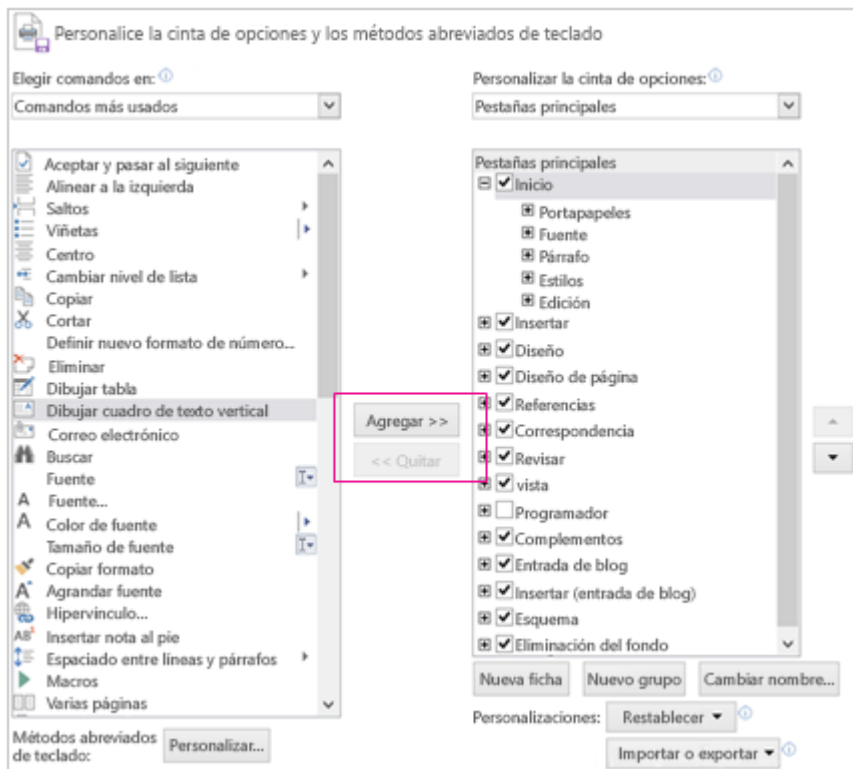 Personalice la cinta de opciones y los métodos abreviados de teclado
Elegir comandos en:
Comandos más usados
Aceptar y pasar al siguiente
Alinear a la izquierda
Saltos
Viñetas
Centro
Cambiar nivel de lista
Copiar
Cortar
Definir nuevo formato de número...
Eliminar
Dibujar tabla
Dibujar cuadro de texto vertical
Correo electrónico
Buscar
Fuente
Fuente...
Color de fuente
Tamaño de fuente
Copiar formato
Agrandar fuente
Hipervínculo...
Insertar nota al pie
Espaciado entre líneas y párrafos
Macros
Varias páginas
Métodos abreviados
de teclado:
Personalizar...
Agregar >>
<< Quitar
Personalizar la cinta de opciones:
Pestañas principales
Pestañas principales
Inicio
Portapapeles
Fuente
Párrafo
Estilos
Edición
Insertar
Diseño
Diseño de página
Referencias
Correspondencia
Revisar
vista
Programador
Complementos
Entrada de blog
Insertar (entrada de blog)
Esquema
Eliminación del fondo
Nueva ficha Nuevo grupo Cambiar nombre...
Personalizaciones: Restablecer
Importar o exportar